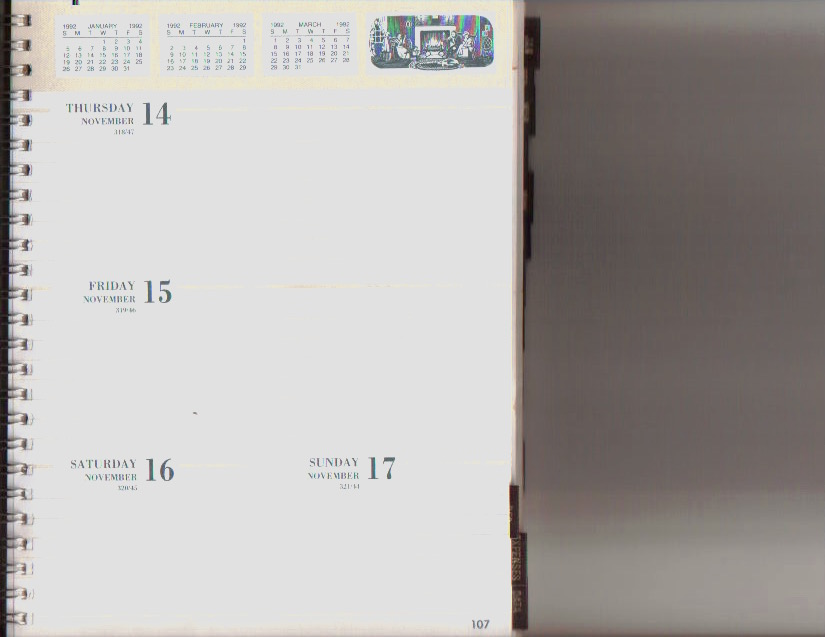 1992 JANUARY 1992
S M T W T F S
1 2 3 4
5 6 7 8 9 10 11
12 13 14 15 16 17 18
19 20 21 22 23 24 25
26 27 28 29 30 31
1992 FEBRUARY 1992
S M T W T F S
1
2 3 4 5 6 7 8
9 10 11 12 13 14 15
16 17 18 19 20 21 22
23 24 25 26 27 28 29
1992 MARCH 1992
S M T W T F S
1 2 3 4 5 6 7
8 9 10 11 12 13 14
15 16 17 18 19 20 21
22 23 24 25 26 27 28
29 30 31
THURSDAY 14
NOVEMBER
318/47
FRIDAY 15
NOVEMBER
319/46
SATURDAY 16
NOVEMBER
320/45
SUNDAY 17
NOVEMBER
321/44
EXPENSES
107